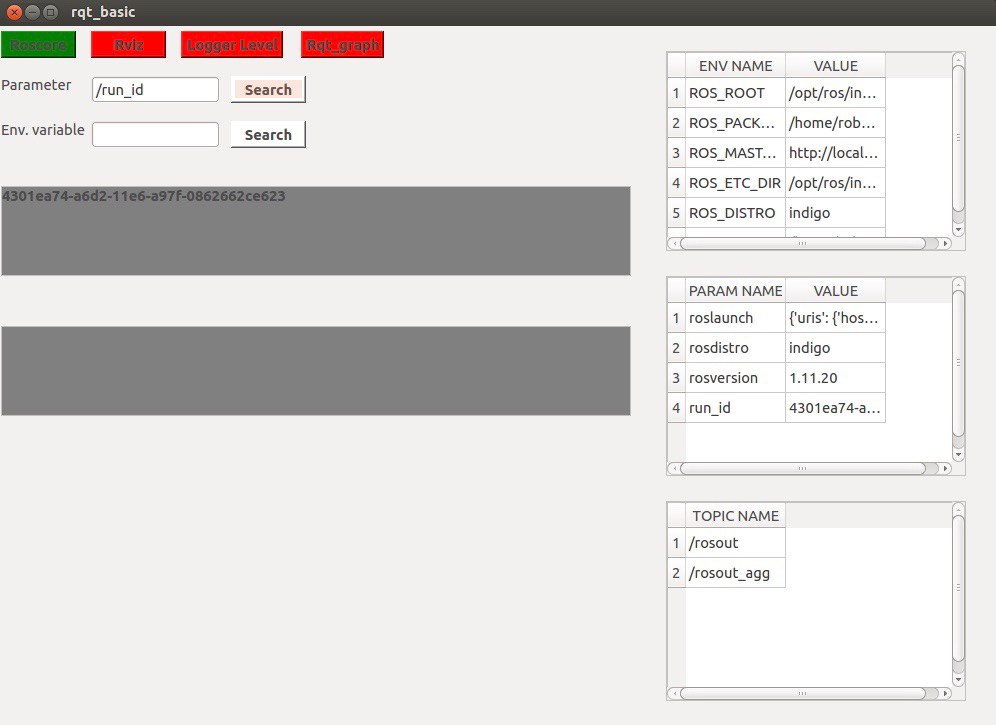 rqt_basic
Roscore Rviz Logger Level Rqt_graph
Parameter /run_id Search
Env. variable Search
4301ea74-a6d2-11e6-a97f-0862662ce623
ENV NAME VALUE
1 ROS_ROOT /opt/ros/in...
2 ROS_PACK... /home/rob...
3 ROS_MAST... http://local...
4 ROS_ETC_DIR /opt/ros/in...
5 ROS_DISTRO indigo
PARAM NAME VALUE
1 roslaunch {'uris': {'hos...
2 rosdistro indigo
3 rosversion 1.11.20
4 run_id 4301ea74-a...
TOPIC NAME
1 /rosout
2 /rosout_agg